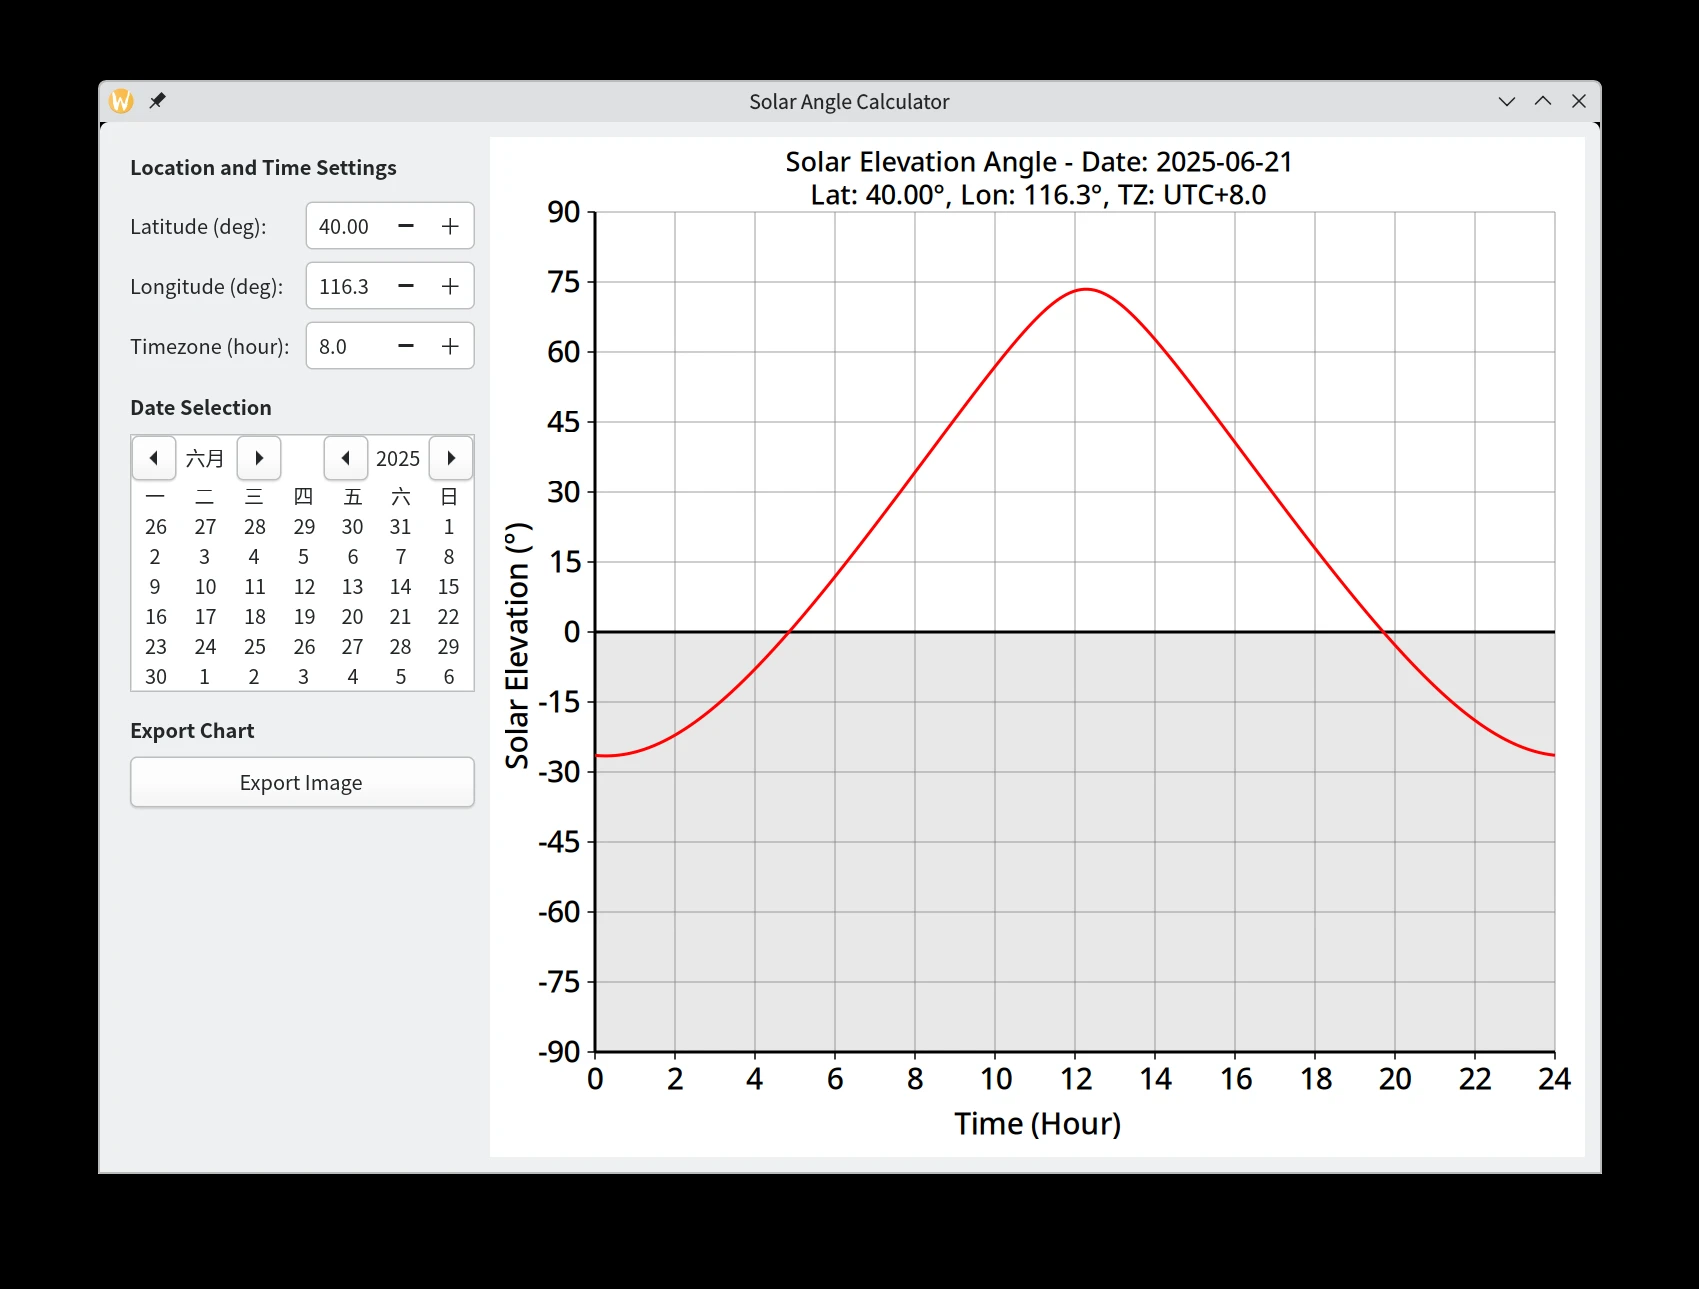 Solar Angle Calculator
Location and Time Settings
Latitude (deg): 40.00
Longitude (deg): 116.3
Timezone (hour): 8.0
Date Selection
六月 2025
一 二 三 四 五 六 日
26 27 28 29 30 31 1
2 3 4 5 6 7 8
9 10 11 12 13 14 15
16 17 18 19 20 21 22
23 24 25 26 27 28 29
30 1 2 3 4 5 6
Export Chart
Export Image
Solar Elevation Angle - Date: 2025-06-21
Lat: 40.00°, Lon: 116.3°, TZ: UTC+8.0
Solar Elevation (°)
90
75
60
45
30
15
0
-15
-30
-45
-60
-75
-90
0 2 4 6 8 10 12 14 16 18 20 22 24
Time (Hour)